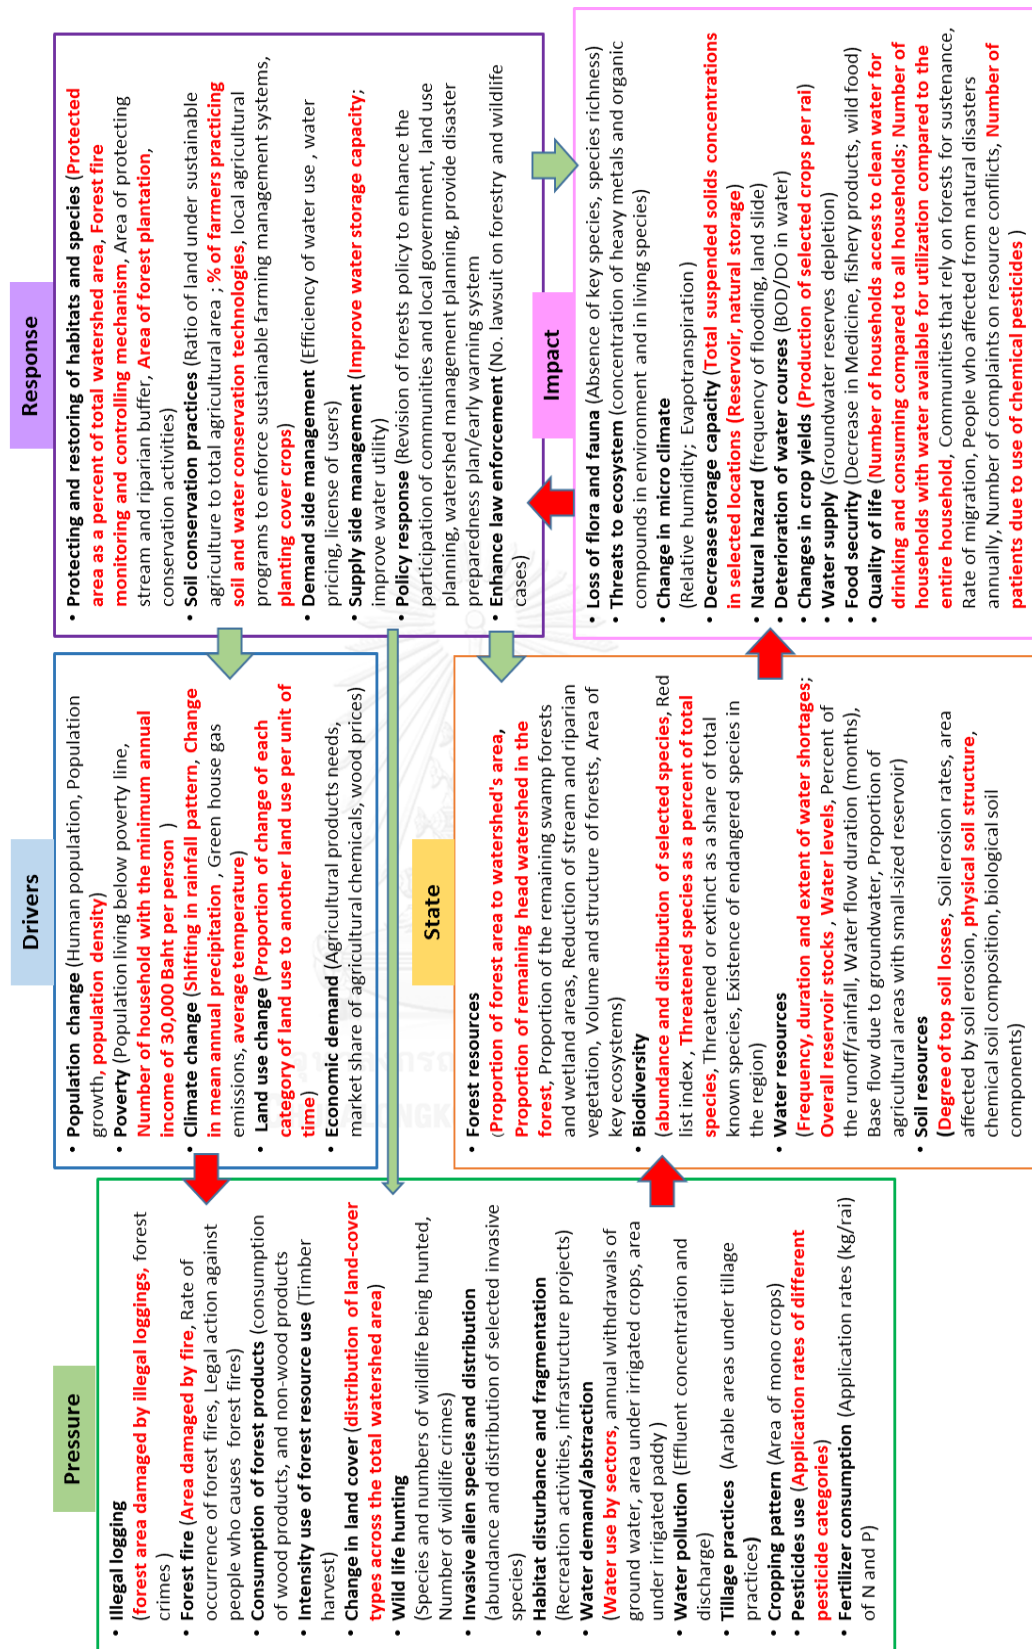 Pressure
• Illegal logging
(forest area damaged by illegal loggings, forest
crimes )
• Forest fire (Area damaged by fire, Rate of
occurrence of forest fires, Legal action against
people who causes forest fires)
• Consumption of forest products (consumption
of wood products, and non-wood products
• Intensity use of forest resource use (Timber
harvest)
• Change in land cover (distribution of land-cover
types across the total watershed area)
• Wild life hunting
(Species and numbers of wildlife being hunted,
Number of wildlife crimes)
• Invasive alien species and distribution
(abundance and distribution of selected invasive
species)
• Habitat disturbance and fragmentation
(Recreation activities, infrastructure projects)
• Water demand/abstraction
(Water use by sectors, annual withdrawals of
ground water, area under irrigated crops, area
under irrigated paddy)
• Water pollution (Effluent concentration and
discharge)
• Tillage practices (Arable areas under tillage
practices)
• Cropping pattern (Area of mono crops)
• Pesticides use (Application rates of different
pesticide categories)
• Fertilizer consumption (Application rates (kg/rai)
of N and P)
Drivers
• Population change (Human population, Population
growth, population density)
• Poverty (Population living below poverty line,
Number of household with the minimum annual
income of 30,000 Baht per person )
• Climate change (Shifting in rainfall pattern, Change
in mean annual precipitation , Green house gas
emissions, average temperature)
• Land use change (Proportion of change of each
category of land use to another land use per unit of
time)
• Economic demand (Agricultural products needs,
market share of agricultural chemicals, wood prices)
State
• Forest resources
(Proportion of forest area to watershed's area,
Proportion of remaining head watershed in the
forest, Proportion of the remaining swamp forests
and wetland areas, Reduction of stream and riparian
vegetation, Volume and structure of forests, Area of
key ecosystems)
• Biodiversity
(abundance and distribution of selected species, Red
list index , Threatened species as a percent of total
species, Threatened or extinct as a share of total
known species, Existence of endangered species in
the region)
• Water resources
(Frequency, duration and extent of water shortages;
Overall reservoir stocks , Water levels, Percent of
the runoff/rainfall, Water flow duration (months),
Base flow due to groundwater, Proportion of
agricultural areas with small-sized reservoir)
• Soil resources
(Degree of top soil losses, Soil erosion rates, area
affected by soil erosion, physical soil structure,
chemical soil composition, biological soil
components)
Response
• Protecting and restoring of habitats and species (Protected
area as a percent of total watershed area, Forest fire
monitoring and controlling mechanism, Area of protecting
stream and riparian buffer, Area of forest plantation,
conservation activities)
• Soil conservation practices (Ratio of land under sustainable
agriculture to total agricultural area ; % of farmers practicing
soil and water conservation technologies, local agricultural
programs to enforce sustainable farming management systems,
planting cover crops)
• Demand side management (Efficiency of water use , water
pricing, license of users)
• Supply side management (Improve water storage capacity;
improve water utility)
• Policy response (Revision of forests policy to enhance the
participation of communities and local government, land use
planning, watershed management planning, provide disaster
preparedness plan/early warning system
• Enhance law enforcement (No. lawsuit on forestry and wildlife
cases)
Impact
• Loss of flora and fauna (Absence of key species, species richness)
• Threats to ecosystem (concentration of heavy metals and organic
compounds in environment and in living species)
• Change in micro climate
(Relative humidity; Evapotranspiration )
• Decrease storage capacity (Total suspended solids concentrations
in selected locations (Reservoir, natural storage)
• Natural hazard (frequency of flooding, land slide)
• Deterioration of water courses (BOD/DO in water)
• Changes in crop yields (Production of selected crops per rai)
• Water supply (Groundwater reserves depletion)
• Food security (Decrease in Medicine, fishery products, wild food)
• Quality of life (Number of households access to clean water for
drinking and consuming compared to all households; Number of
households with water available for utilization compared to the
entire household, Communities that rely on forests for sustenance,
Rate of migration, People who affected from natural disasters
annually, Number of complaints on resource conflicts, Number of
patients due to use of chemical pesticides )